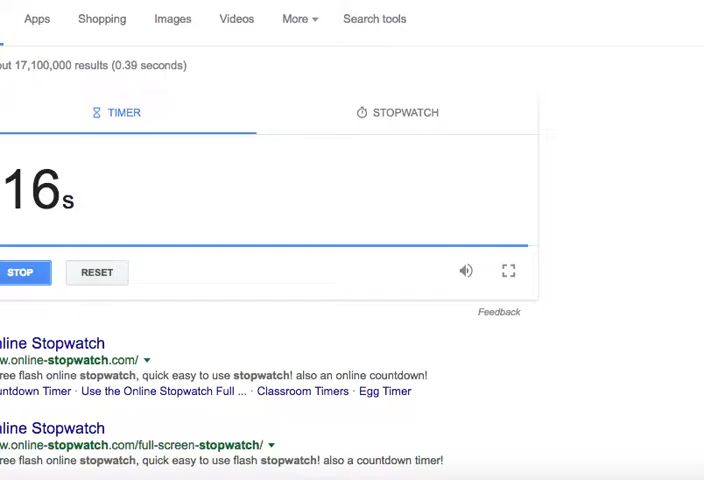 Apps Shopping Images Videos More Search tools
out 17,100,000 results (0.39 seconds)
TIMER STOPWATCH
16s
STOP RESET
Feedback
nline Stopwatch
w.online-stopwatch.com/
ree flash online stopwatch, quick easy to use stopwatch! also an online countdown!
untdown Timer · Use the Online Stopwatch Full ... · Classroom Timers · Egg Timer
nline Stopwatch
w.online-stopwatch.com/full-screen-stopwatch/
ree flash online stopwatch, quick easy to use flash stopwatch! also a countdown timer!